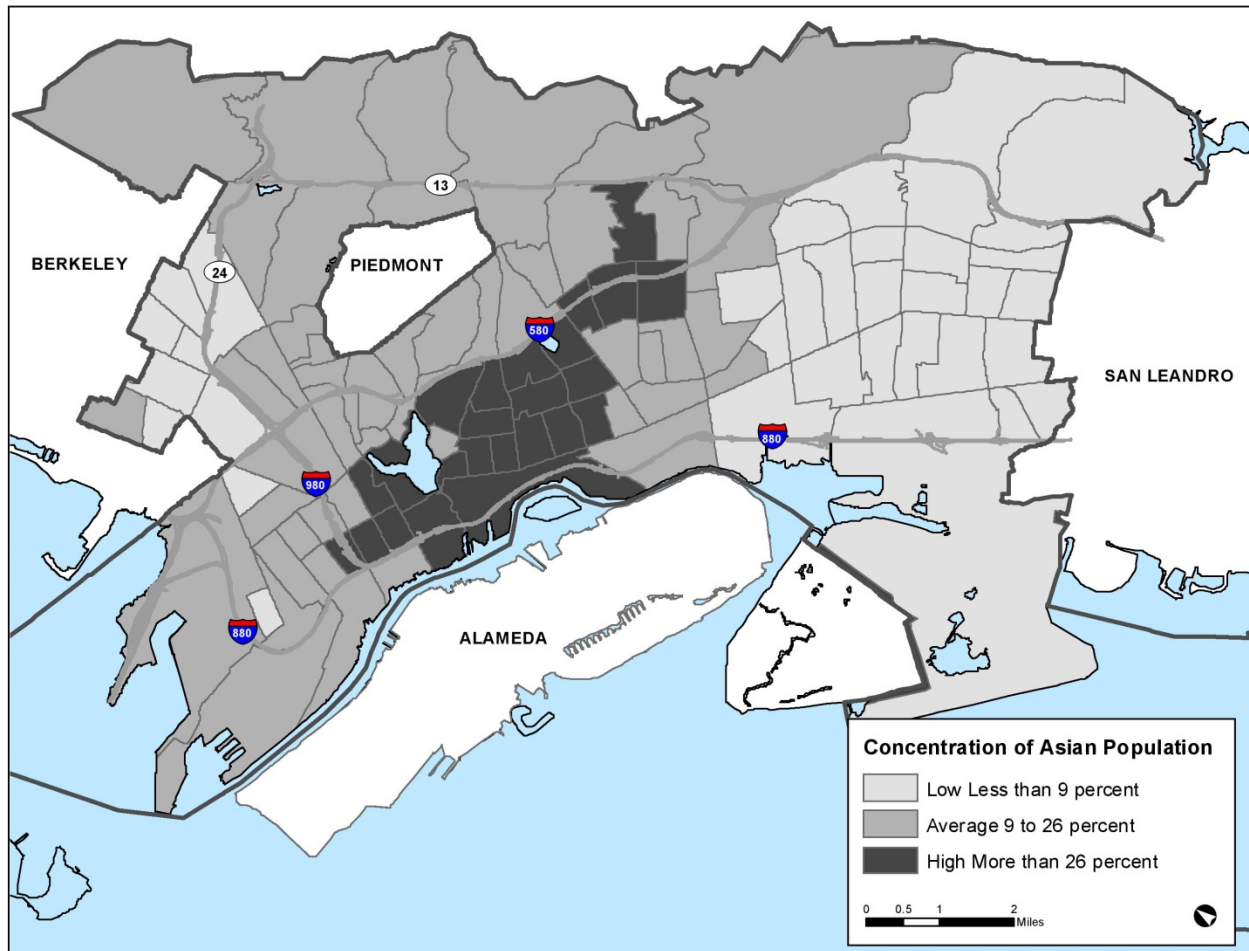 13
BERKELEY
PIEDMONT
24
580
SAN LEANDRO
880
980
880
ALAMEDA
Concentration of Asian Population
Low Less than 9 percent
Average 9 to 26 percent
High More than 26 percent
0 0.5 1 2
Miles